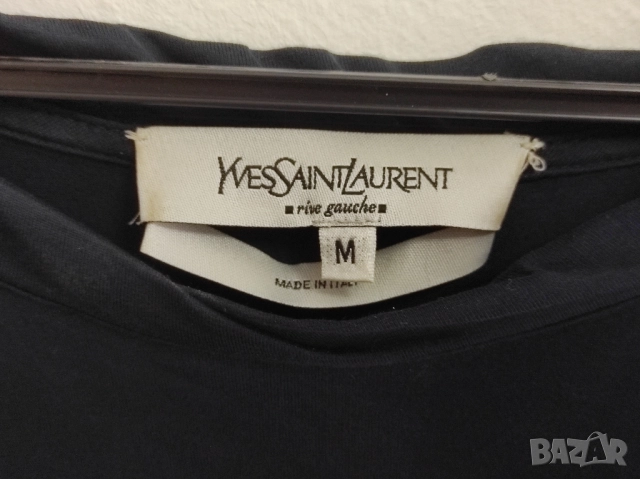 YVESSAINTLAURENT
rive gauche
M
MADE IN ITALY
BAZAR